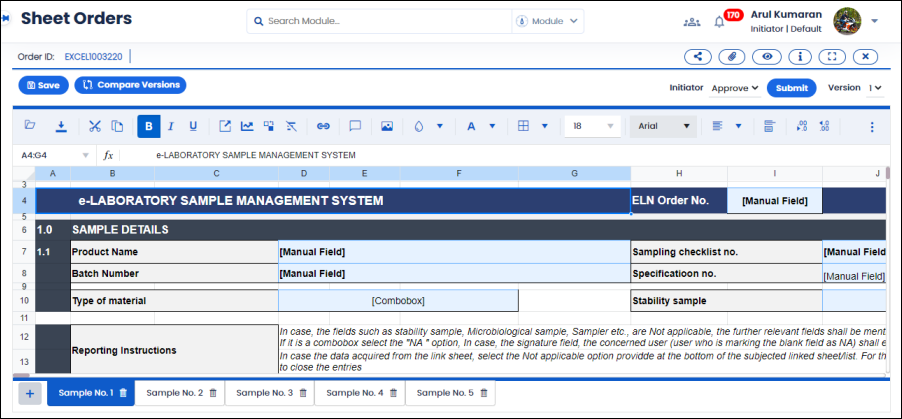 Sheet Orders
Search Module...
Module
170
Arul Kumaran
Initiator | Default
Order ID: EXCEL1003220
Save
Compare Versions
Initiator Approve Submit Version 1
B I U A 18 Arial .00 .00
A4:G4 fx e-LABORATORY SAMPLE MANAGEMENT SYSTEM
A B C D E F G H I J
3
4 e-LABORATORY SAMPLE MANAGEMENT SYSTEM ELN Order No. [Manual Field]
5
6 1.0 SAMPLE DETAILS
7 1.1 Product Name [Manual Field] Sampling checklist no. [Manual Field
8 Batch Number [Manual Field] Specificatioon no. [Manual Field]
9
10 Type of material [Combobox] Stability sample
11
12 Reporting Instructions In case, the fields such as stability sample, Microbiological sample, Sampler etc., are Not applicable, the further relevant fields shall be ment
If it is a combobox select the "NA " option, In case, the signature field, the concerned user (user who is marking the blank field as NA) shall e
13 In case the data acquired from the link sheet, select the Not applicable option providde at the bottom of the subjected linked sheet/list. For th
to close the entries
+ Sample No. 1 Sample No. 2 Sample No. 3 Sample No. 4 Sample No. 5